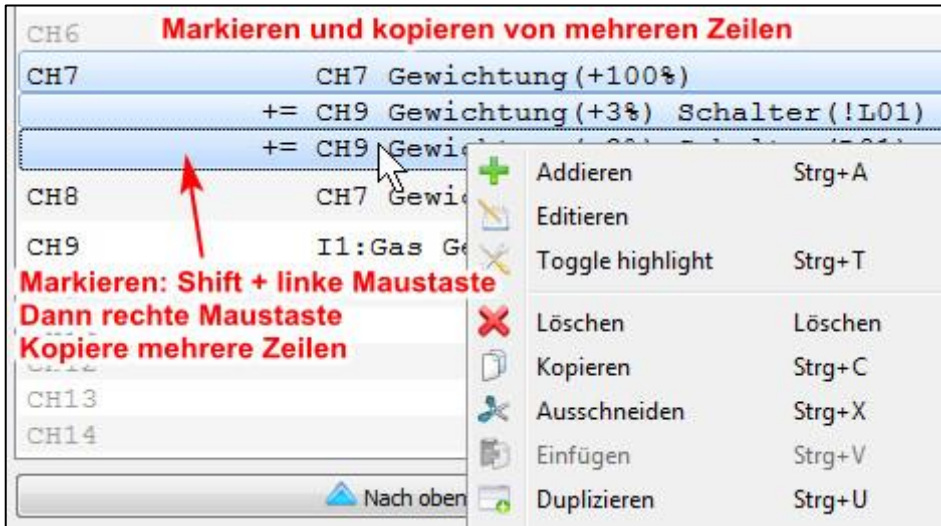 CH6 Markieren und kopieren von mehreren Zeilen
CH7 CH7 Gewichtung(+100%)
+= CH9 Gewichtung(+3%) Schalter(!L01)
+= CH9
Addieren Strg+A
CH8 CH7
Editieren
CH9 I1:Gas
Toggle highlight Strg+T
Markieren: Shift + linke Maustaste
Dann rechte Maustaste
Löschen Löschen
Kopiere mehrere Zeilen
Kopieren Strg+C
CH13
Ausschneiden Strg+X
CH14
Einfügen Strg+V
Nach oben
Duplizieren Strg+U